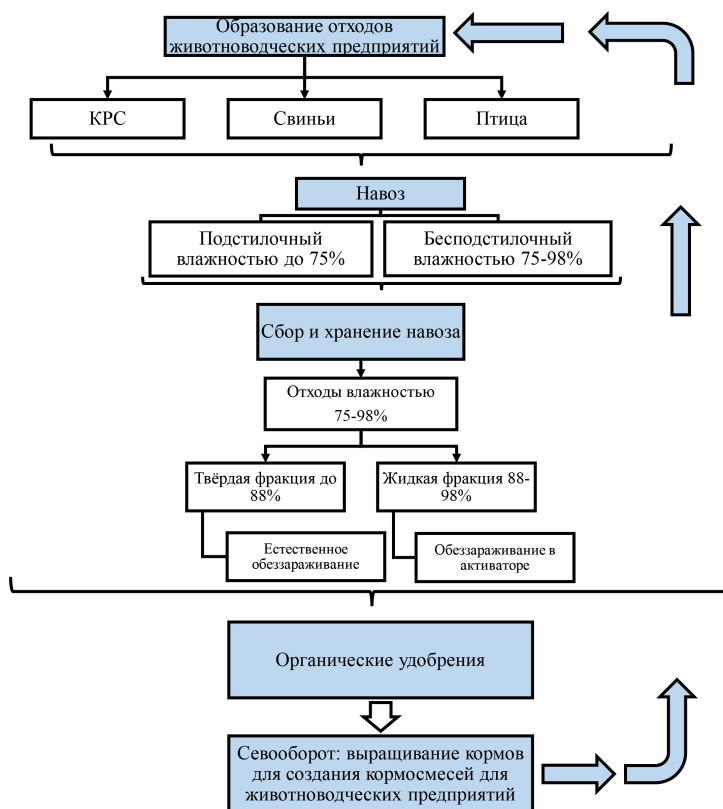 Образование отходов
животноводческих предприятий
КРС
Свиньи
Птица
Навоз
Подстилочный
влажностью до 75%
Бесподстилочный
влажностью 75-98%
Сбор и хранение навоза
Отходы влажностью
75-98%
Твёрдая фракция до
88%
Жидкая фракция 88-
98%
Естественное
обеззараживание
Обеззараживание в
активаторе
Органические удобрения
Севооборот: выращивание кормов
для создания кормосмесей для
животноводческих предприятий